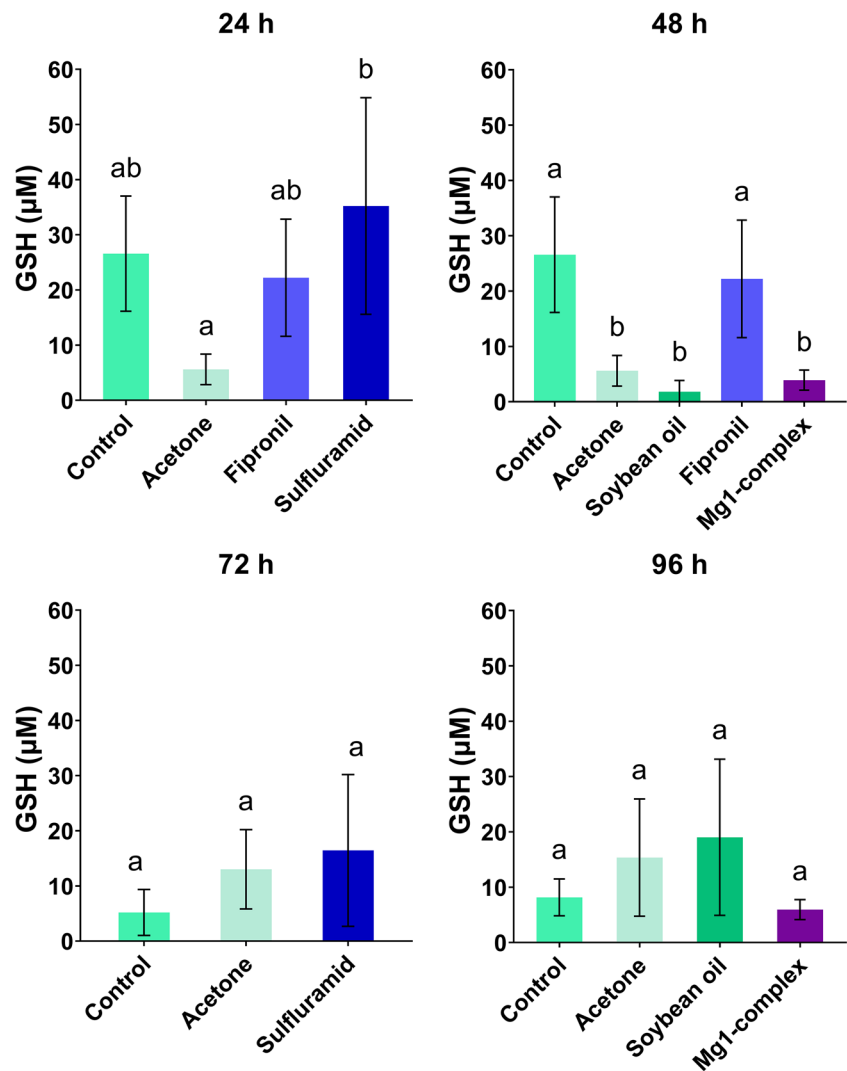 24 h
GSH (µM)
60
50
40
30
20
10
0
ab
a
ab
b
Control
Acetone
Fipronil
Sulfluramid
48 h
GSH (µM)
60
50
40
30
20
10
0
a
b
b
a
b
Control
Acetone
Soybean oil
Fipronil
Mg1-complex
72 h
GSH (µM)
60
50
40
30
20
10
0
a
a
a
Control
Acetone
Sulfluramid
96 h
GSH (µM)
60
50
40
30
20
10
0
a
a
a
a
Control
Acetone
Soybean oil
Mg1-complex